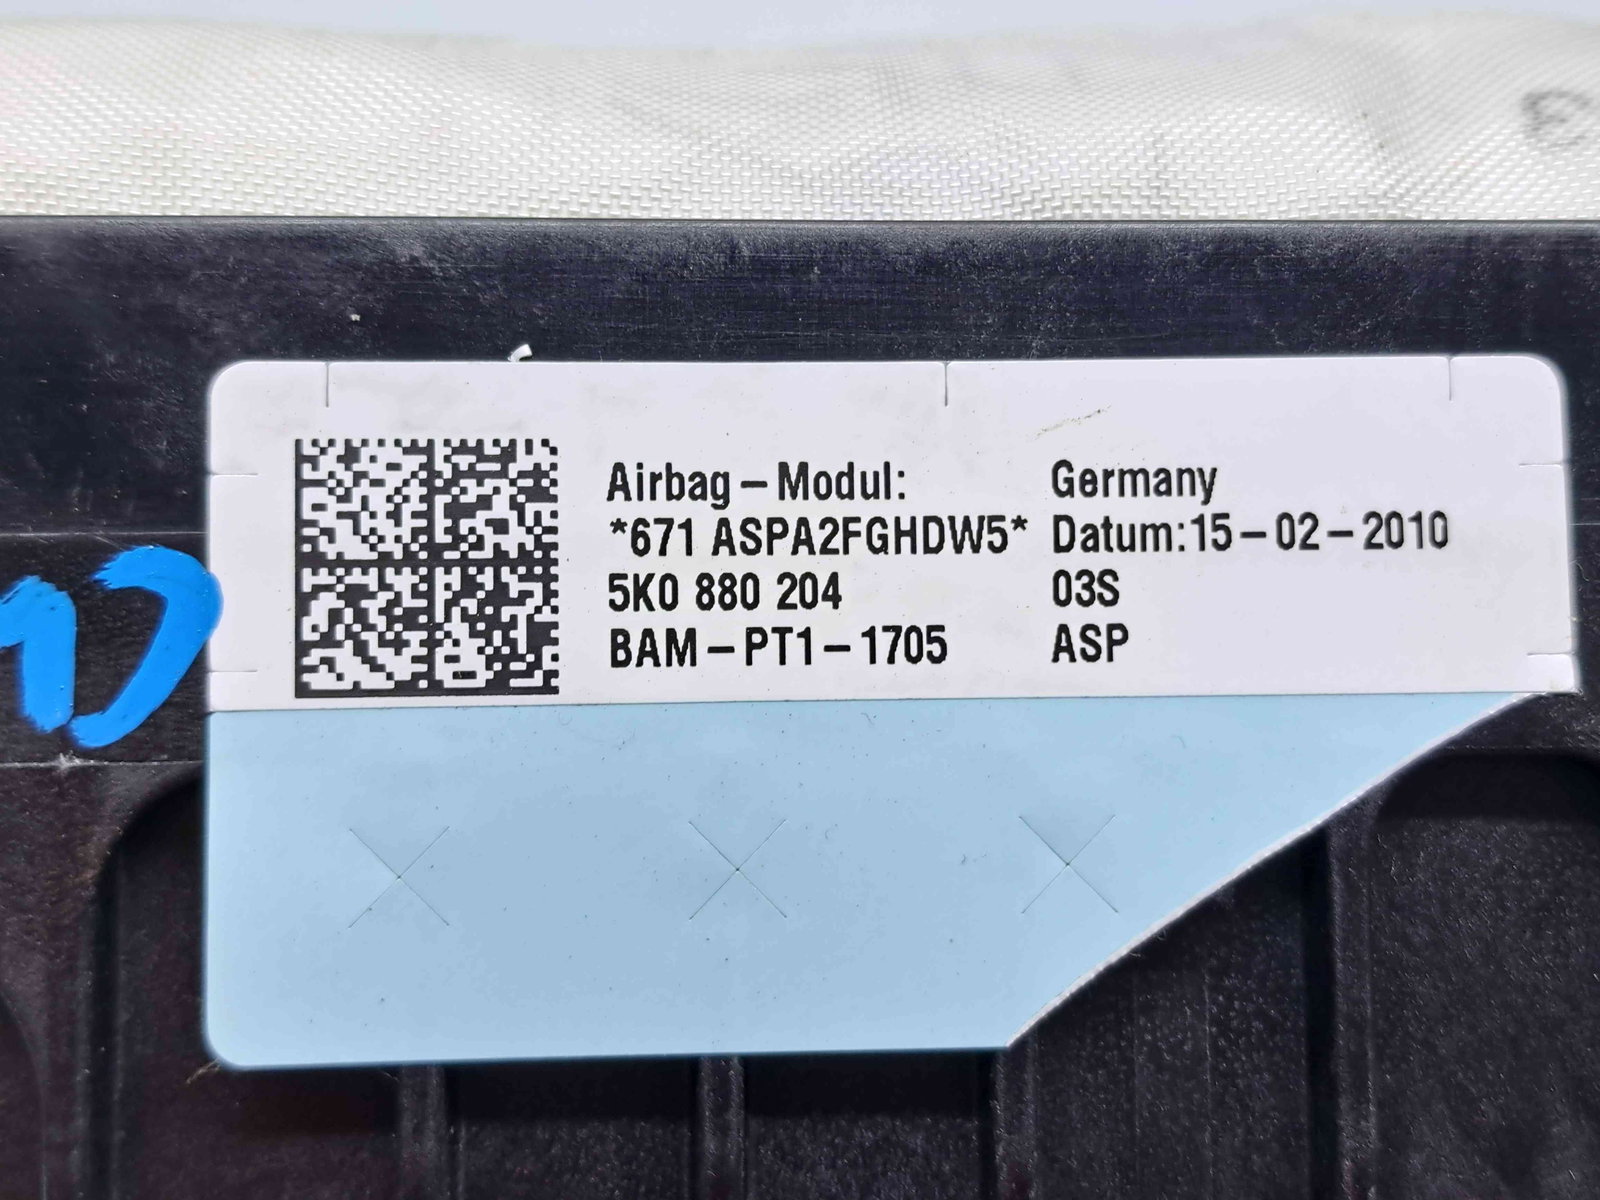 Airbag – Modul:
*671 ASPA2FGHDW5*
5K0 880 204
BAM – PT1 – 1705
Germany
Datum: 15 – 02 – 2010
03S
ASP